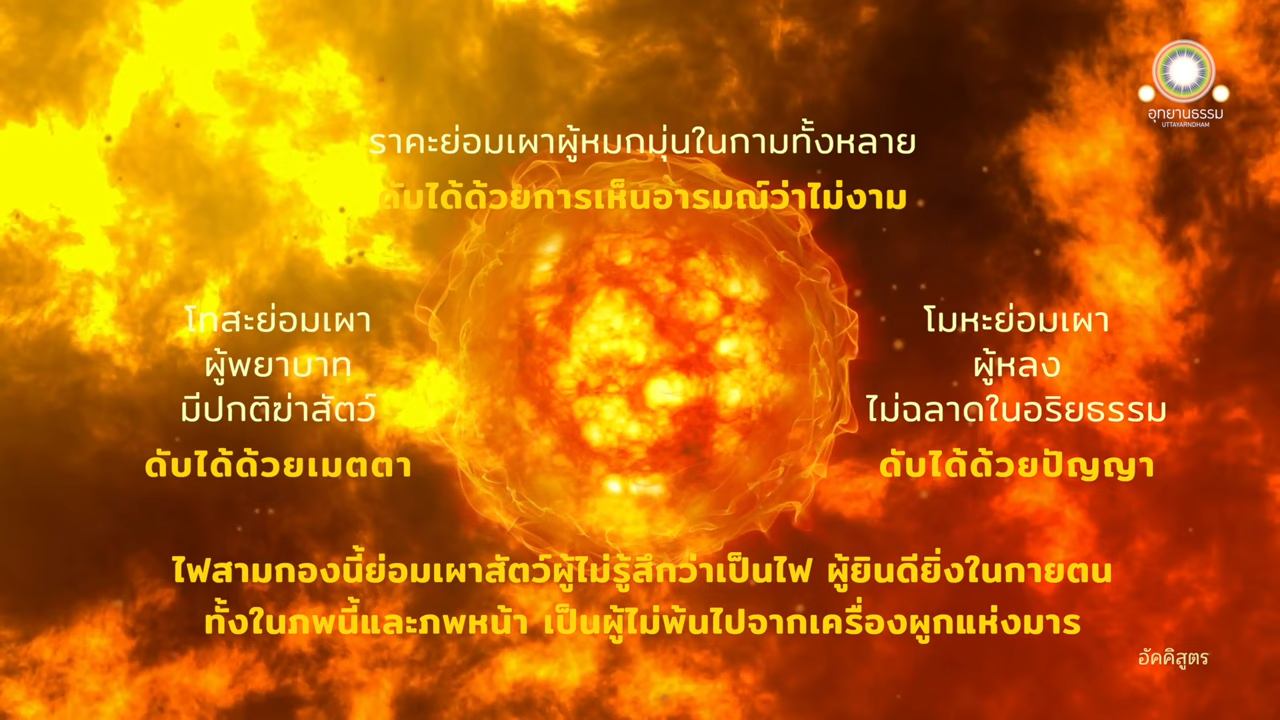 อุทยานธรรม
UTTAYARNDHAM
ราคะย่อมเผาผู้หมกมุ่นในกามทั้งหลาย
ดับได้ด้วยการเห็นอารมณ์ว่าไม่งาม
โทสะย่อมเผา
ผู้พยาบาท
มีปกติฆ่าสัตว์
ดับได้ด้วยเมตตา
โมหะย่อมเผา
ผู้หลง
ไม่ฉลาดในอริยธรรม
ดับได้ด้วยปัญญา
ไฟสามกองนี้ย่อมเผาสัตว์ผู้ไม่รู้สึกว่าเป็นไฟ ผู้ยินดียิ่งในกายตน
ทั้งในภพนี้และภพหน้า เป็นผู้ไม่พ้นไปจากเครื่องผูกแห่งมาร
อัคคิสูตร